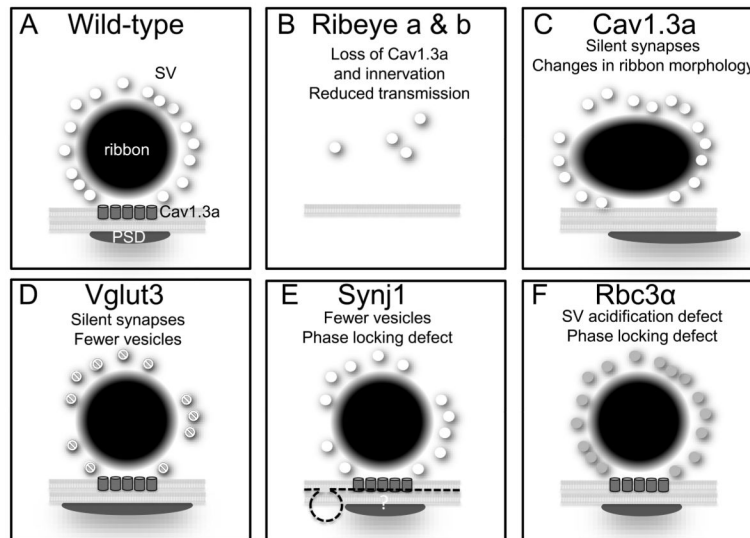 A Wild-type
SV
ribbon
Cav1.3a
PSD
B Ribeye a & b
Loss of Cav1.3a
and innervation
Reduced transmission
C Cav1.3a
Silent synapses
Changes in ribbon morphology
D Vglut3
Silent synapses
Fewer vesicles
E Synj1
Fewer vesicles
Phase locking defect
?
F Rbc3α
SV acidification defect
Phase locking defect